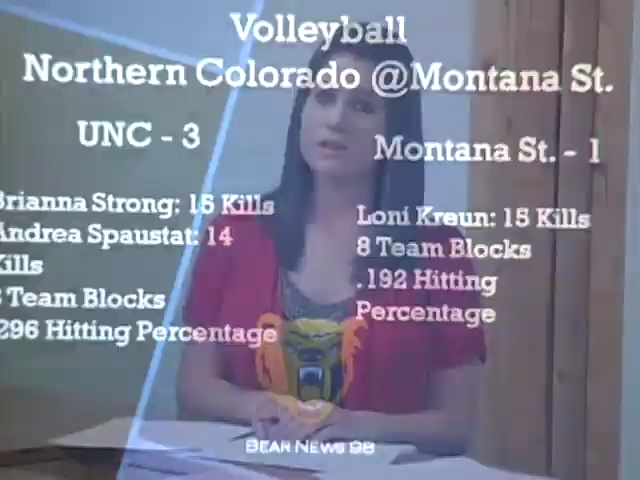 Volleyball
Northern Colorado @Montana St.
UNC - 3
Montana St. - 1
Brianna Strong: 15 Kills
Andrea Spaustat: 14
Kills
Team Blocks
296 Hitting Percentage
Loni Kreun: 15 Kills
8 Team Blocks
.192 Hitting
Percentage
BEAR NEWS 98